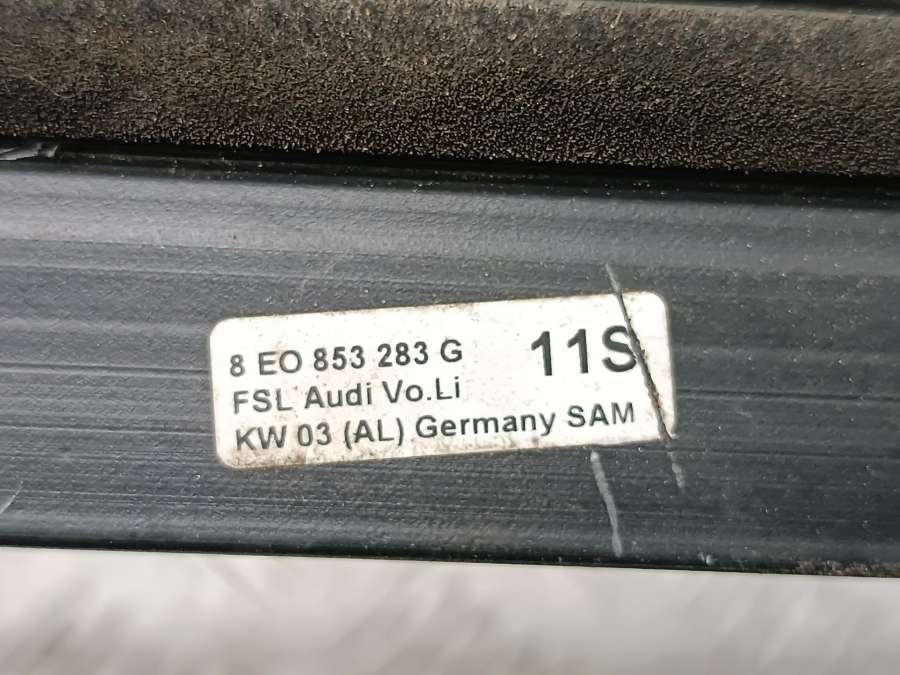 8 EO 853 283 G 11S
FSL Audi Vo.Li
KW 03 (AL) Germany SAM